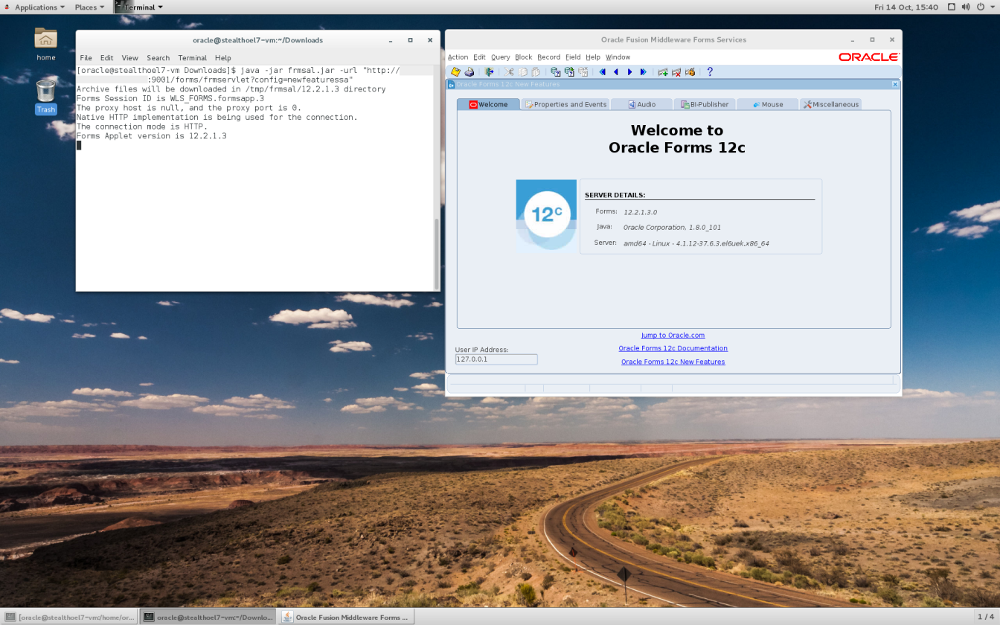 Applications
Places
Terminal
Fri 14 Oct, 15:40
home
Trash
oracle@stealthoel7-vm:~/Downloads
File Edit View Search Terminal Help
[oracle@stealthoel7-vm Downloads]$ java -jar frmsal.jar -url "http://
:9001/forms/frmservlet?config=newfeaturessa"
Archive files will be downloaded in /tmp/frmsal/12.2.1.3 directory
Forms Session ID is WLS_FORMS.formsapp.3
The proxy host is null, and the proxy port is 0.
Native HTTP implementation is being used for the connection.
The connection mode is HTTP.
Forms Applet version is 12.2.1.3
Oracle Fusion Middleware Forms Services
Action Edit Query Block Record Field Help Window
ORACLE
Oracle Forms 12c New Features
Welcome
Properties and Events
Audio
BI-Publisher
Mouse
Miscellaneous
Welcome to
Oracle Forms 12c
12c
SERVER DETAILS:
Forms: 12.2.1.3.0
Java: Oracle Corporation, 1.8.0_101
Server: amd64 - Linux - 4.1.12-37.6.3.el6uek.x86_64
Jump to Oracle.com
Oracle Forms 12c Documentation
Oracle Forms 12c New Features
User IP Address:
127.0.0.1
[oracle@stealthoel7-vm:/home/or...
oracle@stealthoel7-vm:~/Downlo...
Oracle Fusion Middleware Forms ...
1 / 4